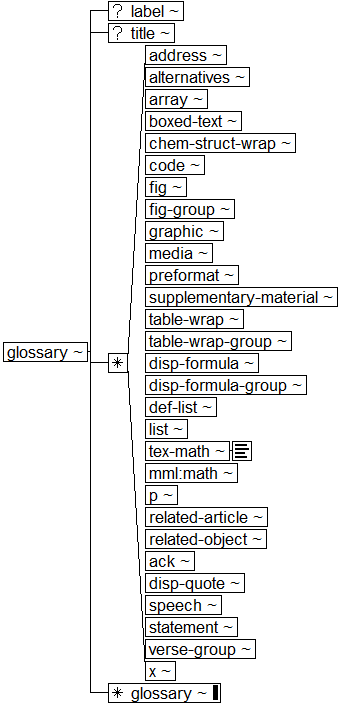 ? label ~
? title ~
address ~
alternatives ~
array ~
boxed-text ~
chem-struct-wrap ~
code ~
fig ~
fig-group ~
graphic ~
media ~
preformat ~
supplementary-material ~
table-wrap ~
table-wrap-group ~
glossary ~
*
disp-formula ~
disp-formula-group ~
def-list ~
list ~
tex-math ~
mml:math ~
p ~
related-article ~
related-object ~
ack ~
disp-quote ~
speech ~
statement ~
verse-group ~
x ~
* glossary ~